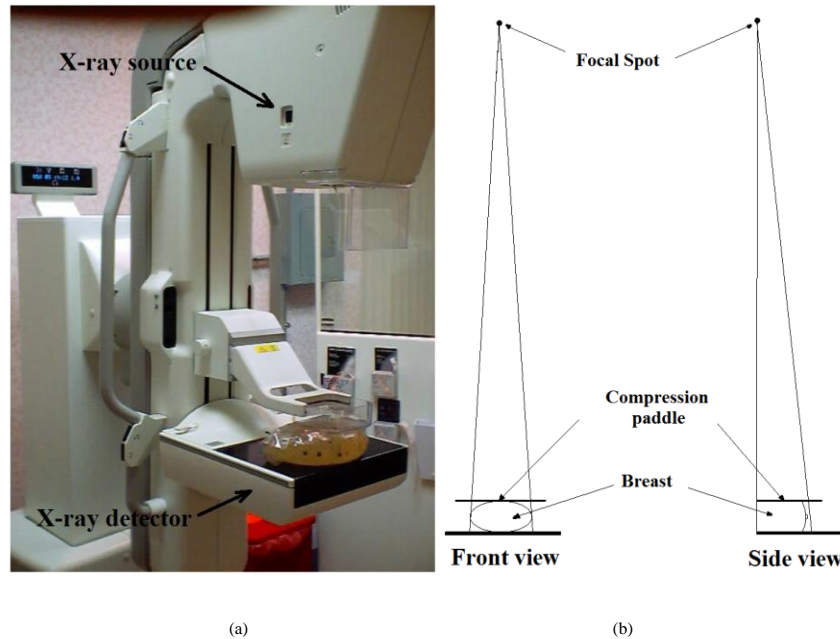 X-ray source
Focal Spot
Compression
paddle
Breast
X-ray detector
Front view
Side view
(a)
(b)